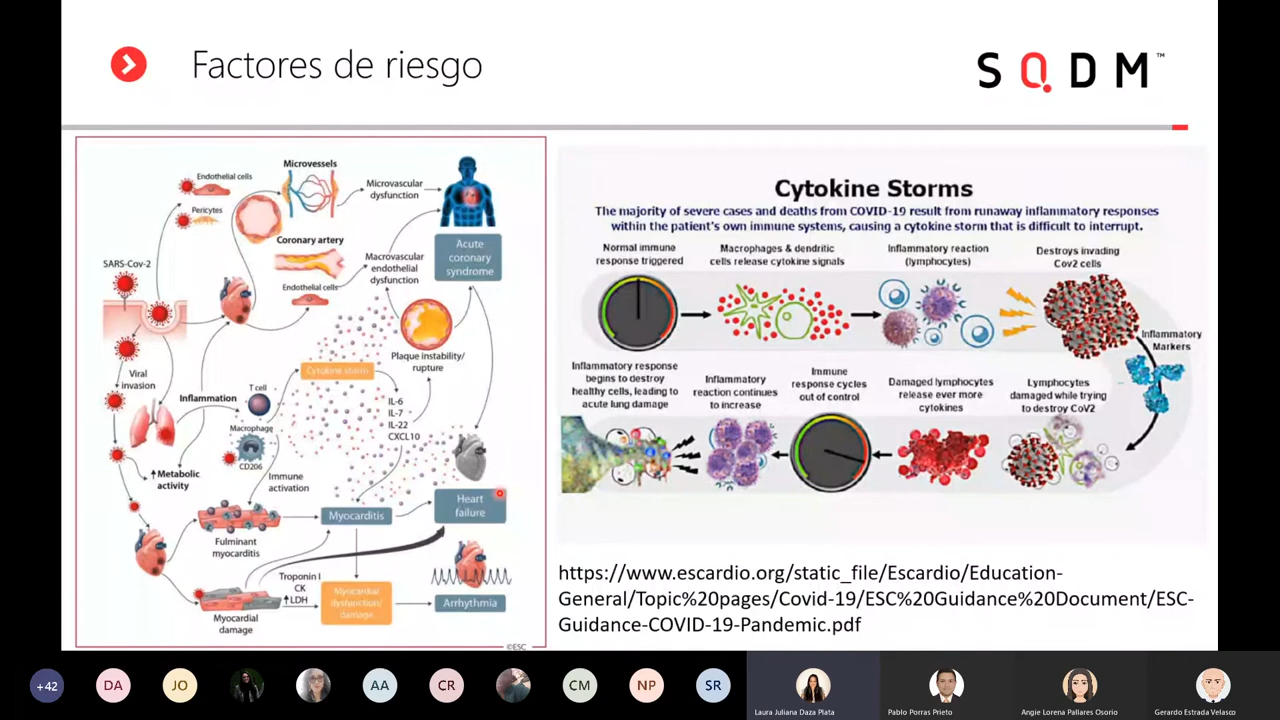 Factores de riesgo
SQDM™
Microvessels
Endothelial cells
Pericytes
Microvascular
dysfunction
Coronary artery
Macrovascular
endothelial
dysfunction
Acute
coronary
syndrome
SARS-Cov-2
Endothelial cells
Plaque instability/
rupture
Viral
invasion
Cytokine storm
Inflammation
T cell
IL-6
IL-7
IL-22
CXCL10
Macrophage
CD206
Metabolic
activity
Immune
activation
Heart
failure
Myocarditis
Fulminant
myocarditis
Troponin I
CK
LDH
Myocardial
dysfunction/
damage
Arrhythmia
Myocardial
damage
©ESC
Cytokine Storms
The majority of severe cases and deaths from COVID-19 result from runaway inflammatory responses
within the patient's own immune systems, causing a cytokine storm that is difficult to interrupt.
Normal immune
response triggered
Macrophages & dendritic
cells release cytokine signals
Inflammatory reaction
(lymphocytes)
Destroys invading
Cov2 cells
Inflammatory
Markers
Inflammatory response
begins to destroy
healthy cells, leading to
acute lung damage
Inflammatory
reaction continues
to increase
Immune
response cycles
out of control
Damaged lymphocytes
release ever more
cytokines
Lymphocytes
damaged while trying
to destroy CoV2
https://www.escardio.org/static_file/Escardio/Education-
General/Topic%20pages/Covid-19/ESC%20Guidance%20Document/ESC-
Guidance-COVID-19-Pandemic.pdf
+42
DA
JO
AA
CR
CM
NP
SR
Laura Juliana Daza Plata
Pablo Porras Prieto
Angie Lorena Pallares Osorio
Gerardo Estrada Velasco